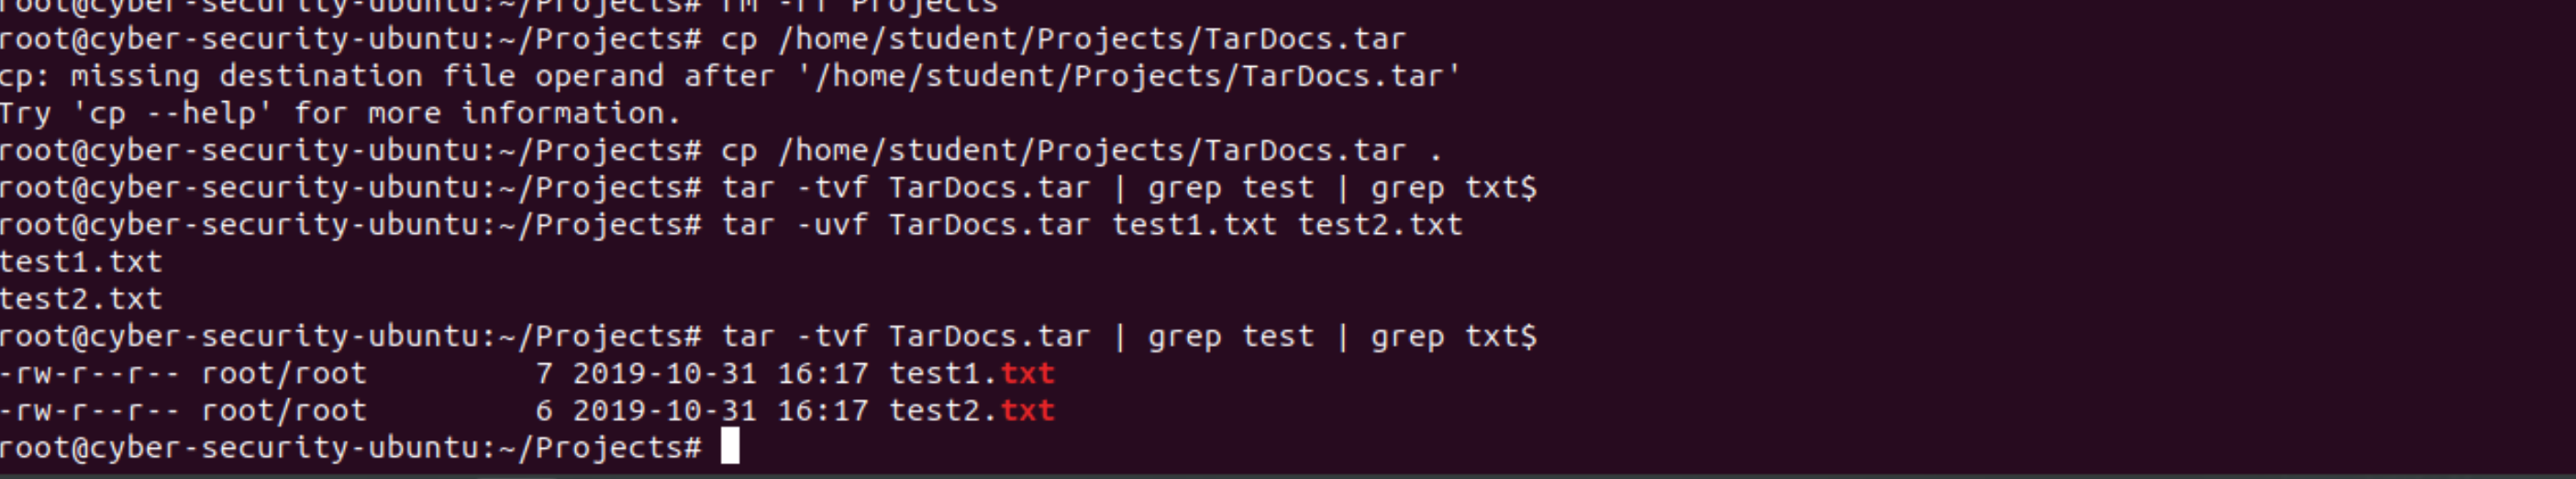 root@cyber-security-ubuntu:~/Projects# rm -rf Projects
root@cyber-security-ubuntu:~/Projects# cp /home/student/Projects/TarDocs.tar
cp: missing destination file operand after '/home/student/Projects/TarDocs.tar'
Try 'cp --help' for more information.
root@cyber-security-ubuntu:~/Projects# cp /home/student/Projects/TarDocs.tar .
root@cyber-security-ubuntu:~/Projects# tar -tvf TarDocs.tar | grep test | grep txt$
root@cyber-security-ubuntu:~/Projects# tar -uvf TarDocs.tar test1.txt test2.txt
test1.txt
test2.txt
root@cyber-security-ubuntu:~/Projects# tar -tvf TarDocs.tar | grep test | grep txt$
-rw-r--r-- root/root         7 2019-10-31 16:17 test1.txt
-rw-r--r-- root/root         6 2019-10-31 16:17 test2.txt
root@cyber-security-ubuntu:~/Projects#